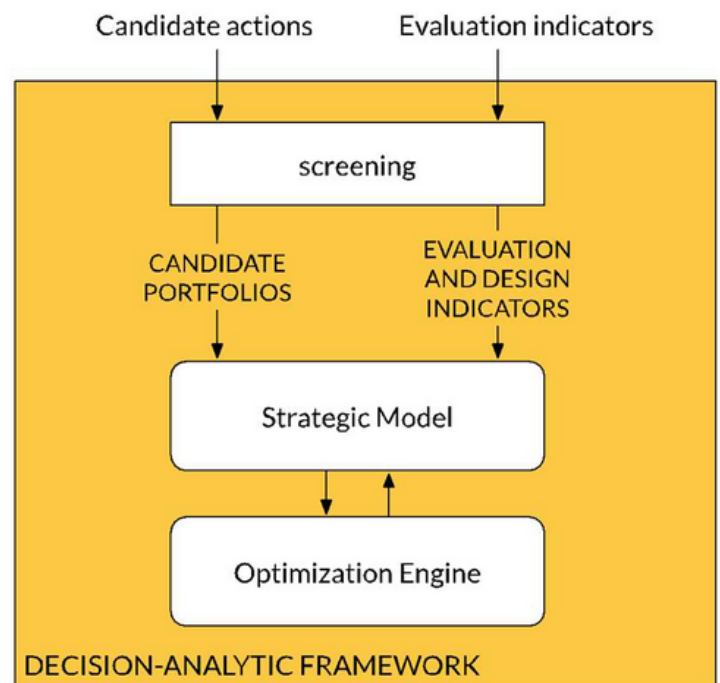 Candidate actions
Evaluation indicators
screening
CANDIDATE
PORTFOLIOS
EVALUATION
AND DESIGN
INDICATORS
Strategic Model
Optimization Engine
DECISION-ANALYTIC FRAMEWORK